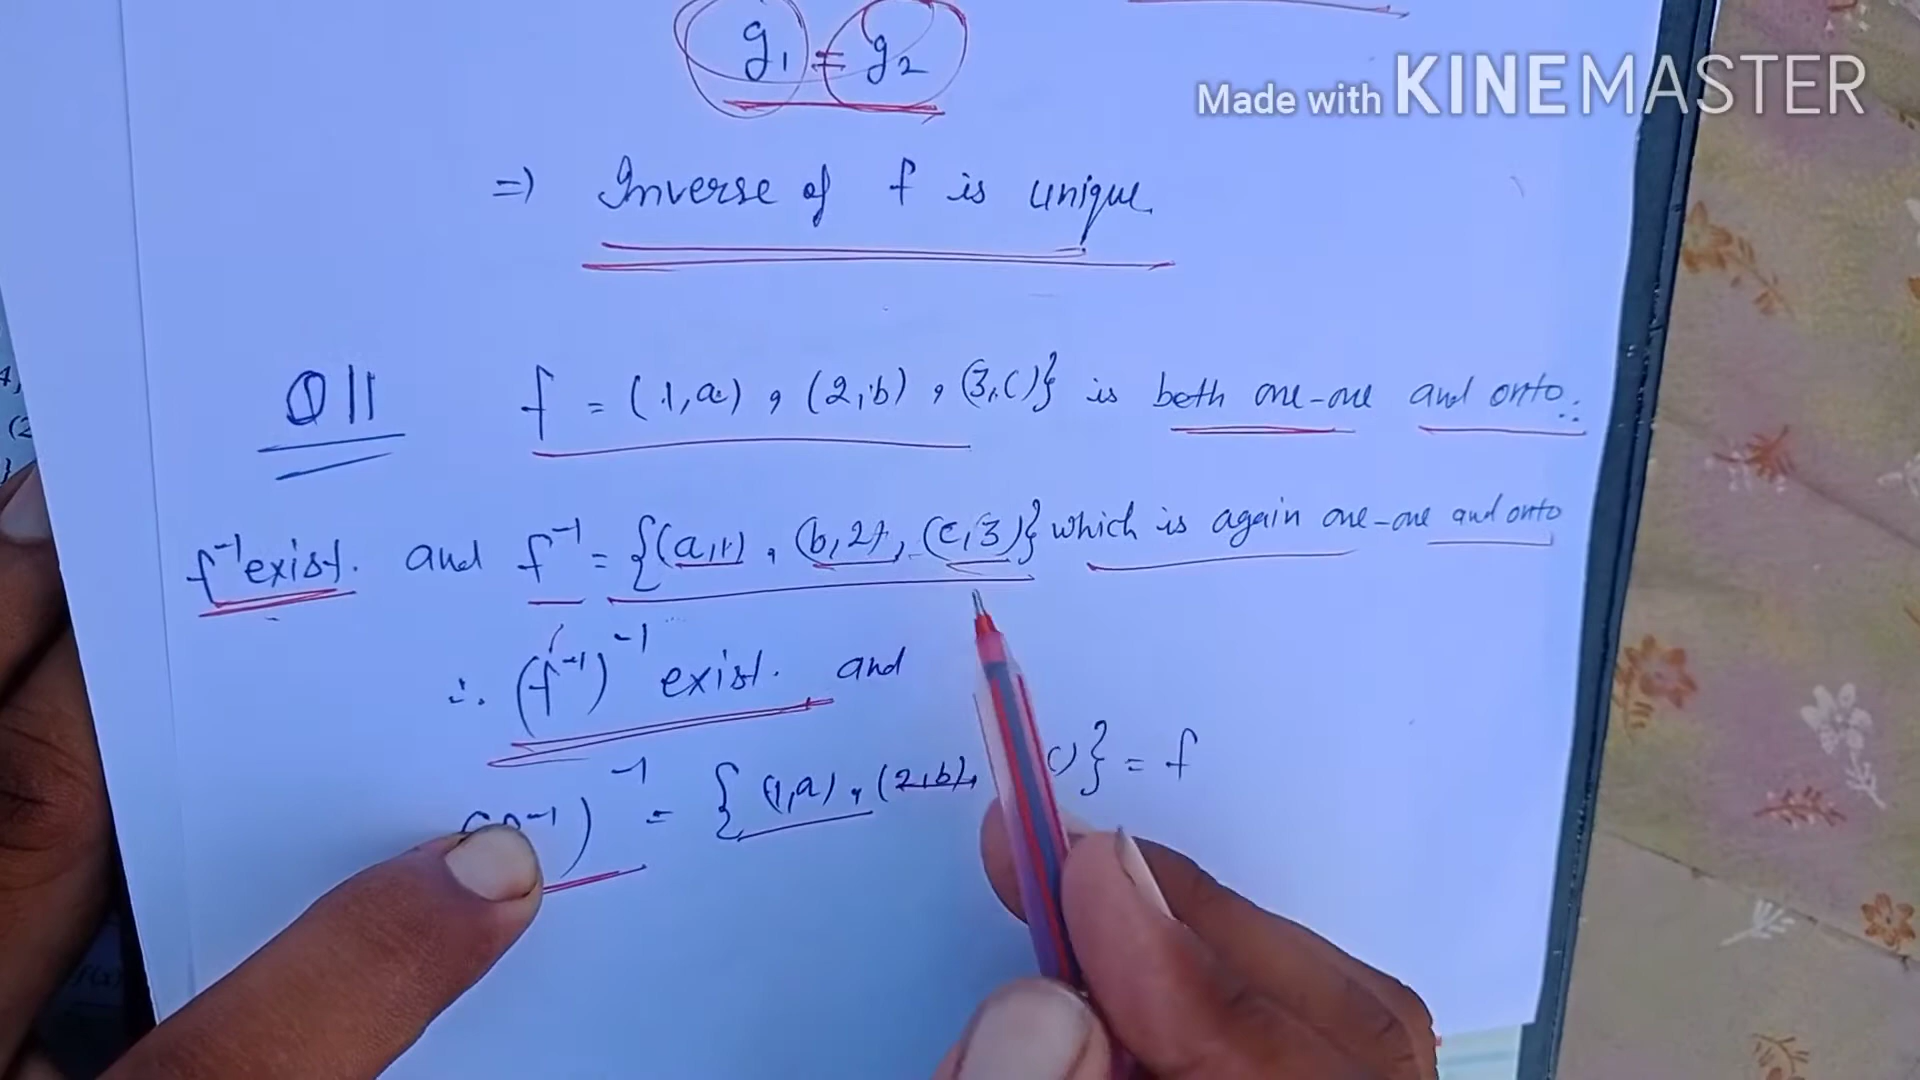 g₁ = g₂
Made with KINEMASTER
=) Inverse of f is unique
Q11 f = (1,a), (2,b), (3,c)} is both one-one and onto ∴
f⁻¹ exist. and f⁻¹ = {(a,1), (b,2), (c,3)} which is again one-one and onto
∴ (f⁻¹)⁻¹ exist. and
⁻¹)⁻¹ = {(1,a), (2,b), c)} = f